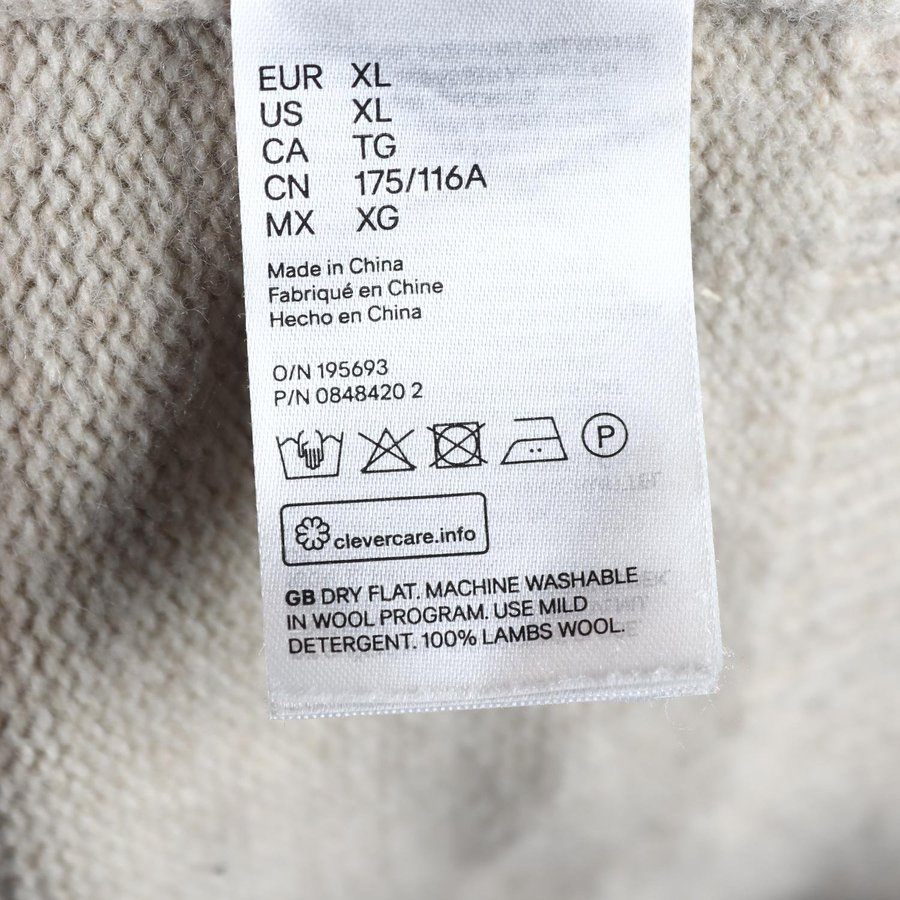 EUR XL
US XL
CA TG
CN 175/116A
MX XG
Made in China
Fabriqué en Chine
Hecho en China
O/N 195693
P/N 0848420 2
P
clevercare.info
GB DRY FLAT. MACHINE WASHABLE
IN WOOL PROGRAM. USE MILD
DETERGENT. 100% LAMBS WOOL.